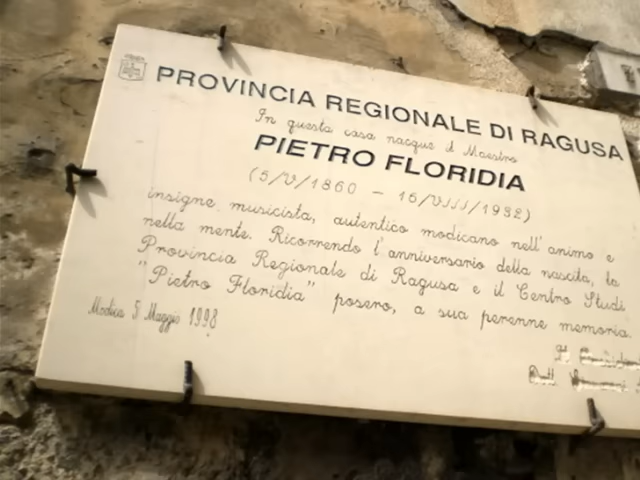 PROVINCIA REGIONALE DI RAGUSA
In questa casa nacque il Maestro
PIETRO FLORIDIA
(5/V/1860 - 16/VIII/1932)
insigne musicista, autentico modicano nell'animo e
nella mente. Ricorrendo l'anniversario della nascita, la
Provincia Regionale di Ragusa e il Centro Studi
"Pietro Floridia" posero, a sua perenne memoria.
Modica 5 Maggio 1998
Il
Dott.